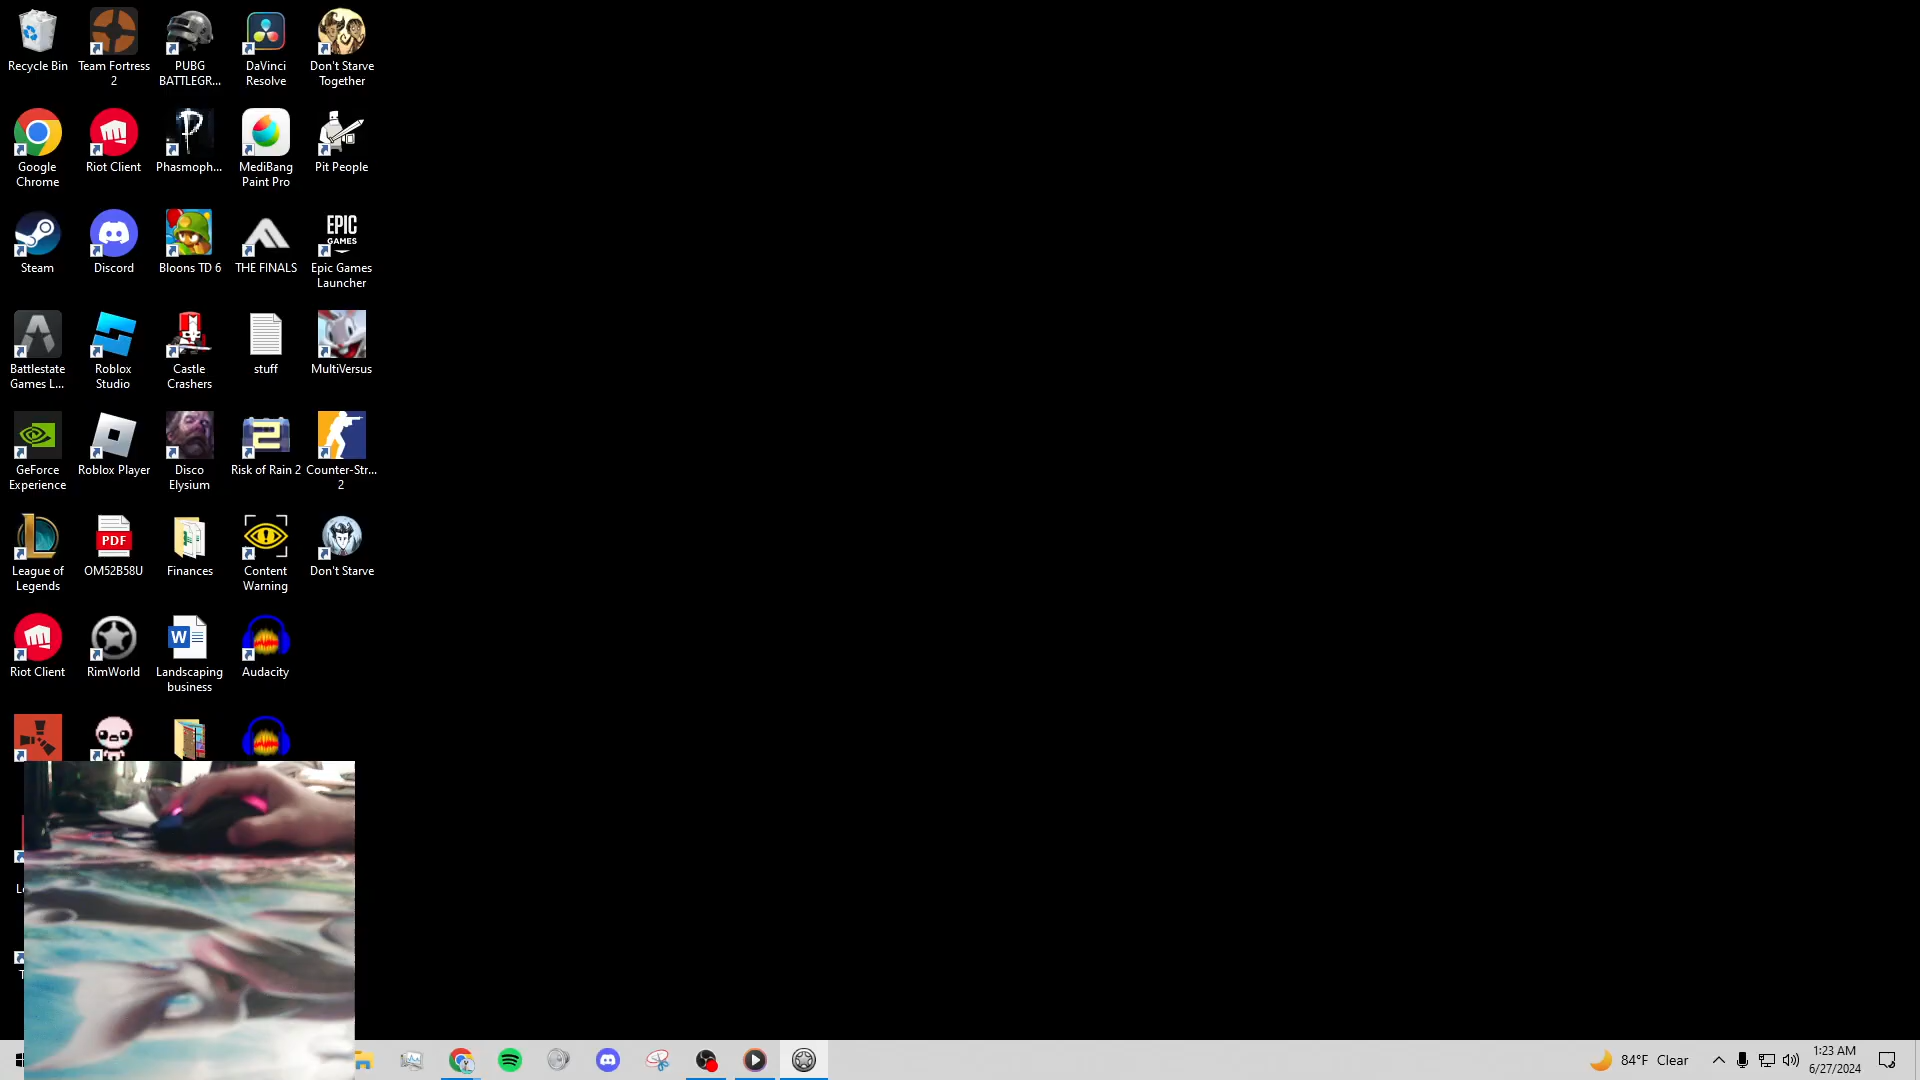 Recycle Bin
Team Fortress
2
PUBG
BATTLEGR...
DaVinci
Resolve
Don't Starve
Together
Google
Chrome
Riot Client
Phasmoph...
MediBang
Paint Pro
Pit People
Steam
Discord
Bloons TD 6
THE FINALS
EPIC
GAMES
Epic Games
Launcher
Battlestate
Games L...
Roblox
Studio
Castle
Crashers
stuff
MultiVersus
GeForce
Experience
Roblox Player
Disco
Elysium
2
Risk of Rain 2
Counter-Str...
2
League of
Legends
PDF
OM52B58U
Finances
Content
Warning
Don't Starve
Riot Client
RimWorld
W
Landscaping
business
Audacity
84°F Clear
1:23 AM
6/27/2024